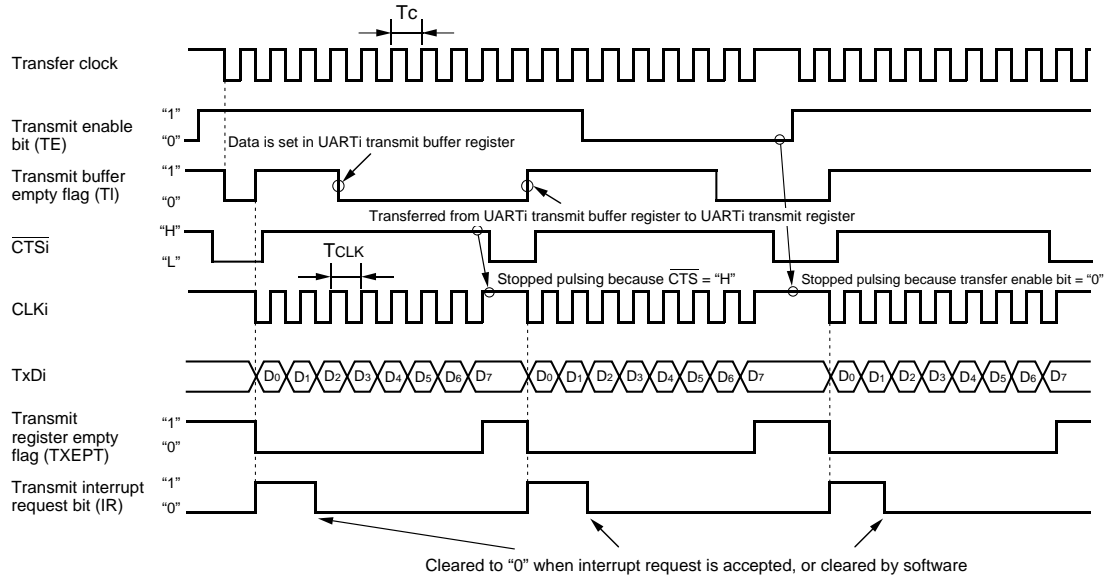 Tc
Transfer clock
Transmit enable
bit (TE)
“1”
“0”
Data is set in UARTi transmit buffer register
Transmit buffer
empty flag (TI)
“1”
“0”
Transferred from UARTi transmit buffer register to UARTi transmit register
CTSi
“H”
“L”
TCLK
Stopped pulsing because CTS = “H”
Stopped pulsing because transfer enable bit = “0”
CLKi
TxDi
D0 D1 D2 D3 D4 D5 D6 D7 D0 D1 D2 D3 D4 D5 D6 D7 D0 D1 D2 D3 D4 D5 D6 D7
Transmit
register empty
flag (TXEPT)
“1”
“0”
Transmit interrupt
request bit (IR)
“1”
“0”
Cleared to “0” when interrupt request is accepted, or cleared by software